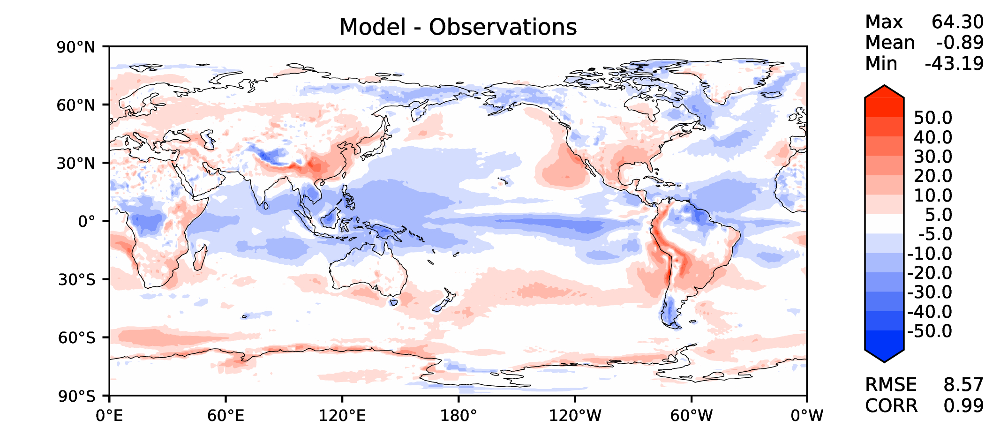 Model - Observations
Max 64.30
Mean -0.89
Min -43.19
90°N
60°N
30°N
0°
30°S
60°S
90°S
0°E 60°E 120°E 180° 120°W 60°W 0°W
50.0
40.0
30.0
20.0
10.0
5.0
-5.0
-10.0
-20.0
-30.0
-40.0
-50.0
RMSE 8.57
CORR 0.99